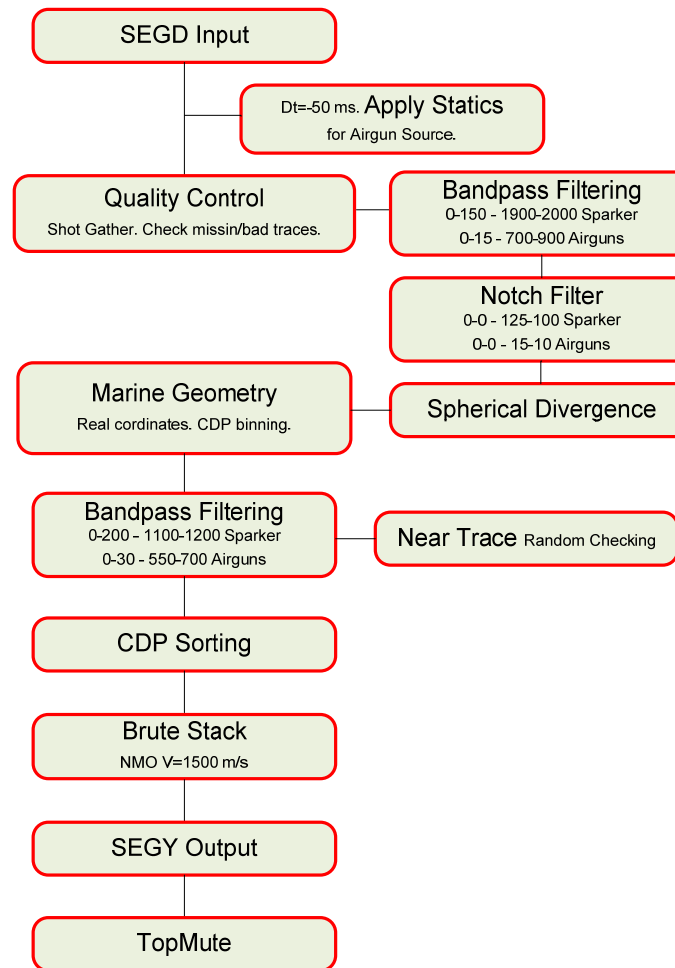 SEGD Input
Dt=-50 ms. Apply Statics
for Airgun Source.
Quality Control
Shot Gather. Check missin/bad traces.
Bandpass Filtering
0-150 - 1900-2000 Sparker
0-15 - 700-900 Airguns
Notch Filter
0-0 - 125-100 Sparker
0-0 - 15-10 Airguns
Marine Geometry
Real cordinates. CDP binning.
Spherical Divergence
Bandpass Filtering
0-200 - 1100-1200 Sparker
0-30 - 550-700 Airguns
Near Trace Random Checking
CDP Sorting
Brute Stack
NMO V=1500 m/s
SEGY Output
TopMute